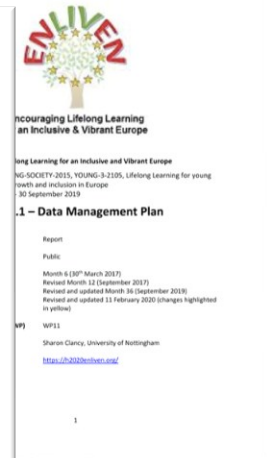 ENLIVEN
ncouraging Lifelong Learning
an Inclusive & Vibrant Europe
ong Learning for an Inclusive and Vibrant Europe
NG-SOCIETY-2015, YOUNG-3-2105, Lifelong Learning for young
rowth and inclusion in Europe
- 30 September 2019
.1 – Data Management Plan
Report
Public
Month 6 (30th March 2017)
Revised Month 12 (September 2017)
Revised and updated Month 36 (September 2019)
Revised and updated 11 February 2020 (changes highlighted
in yellow)
WP) WP11
Sharon Clancy, University of Nottingham
https://h2020enliven.org/
1